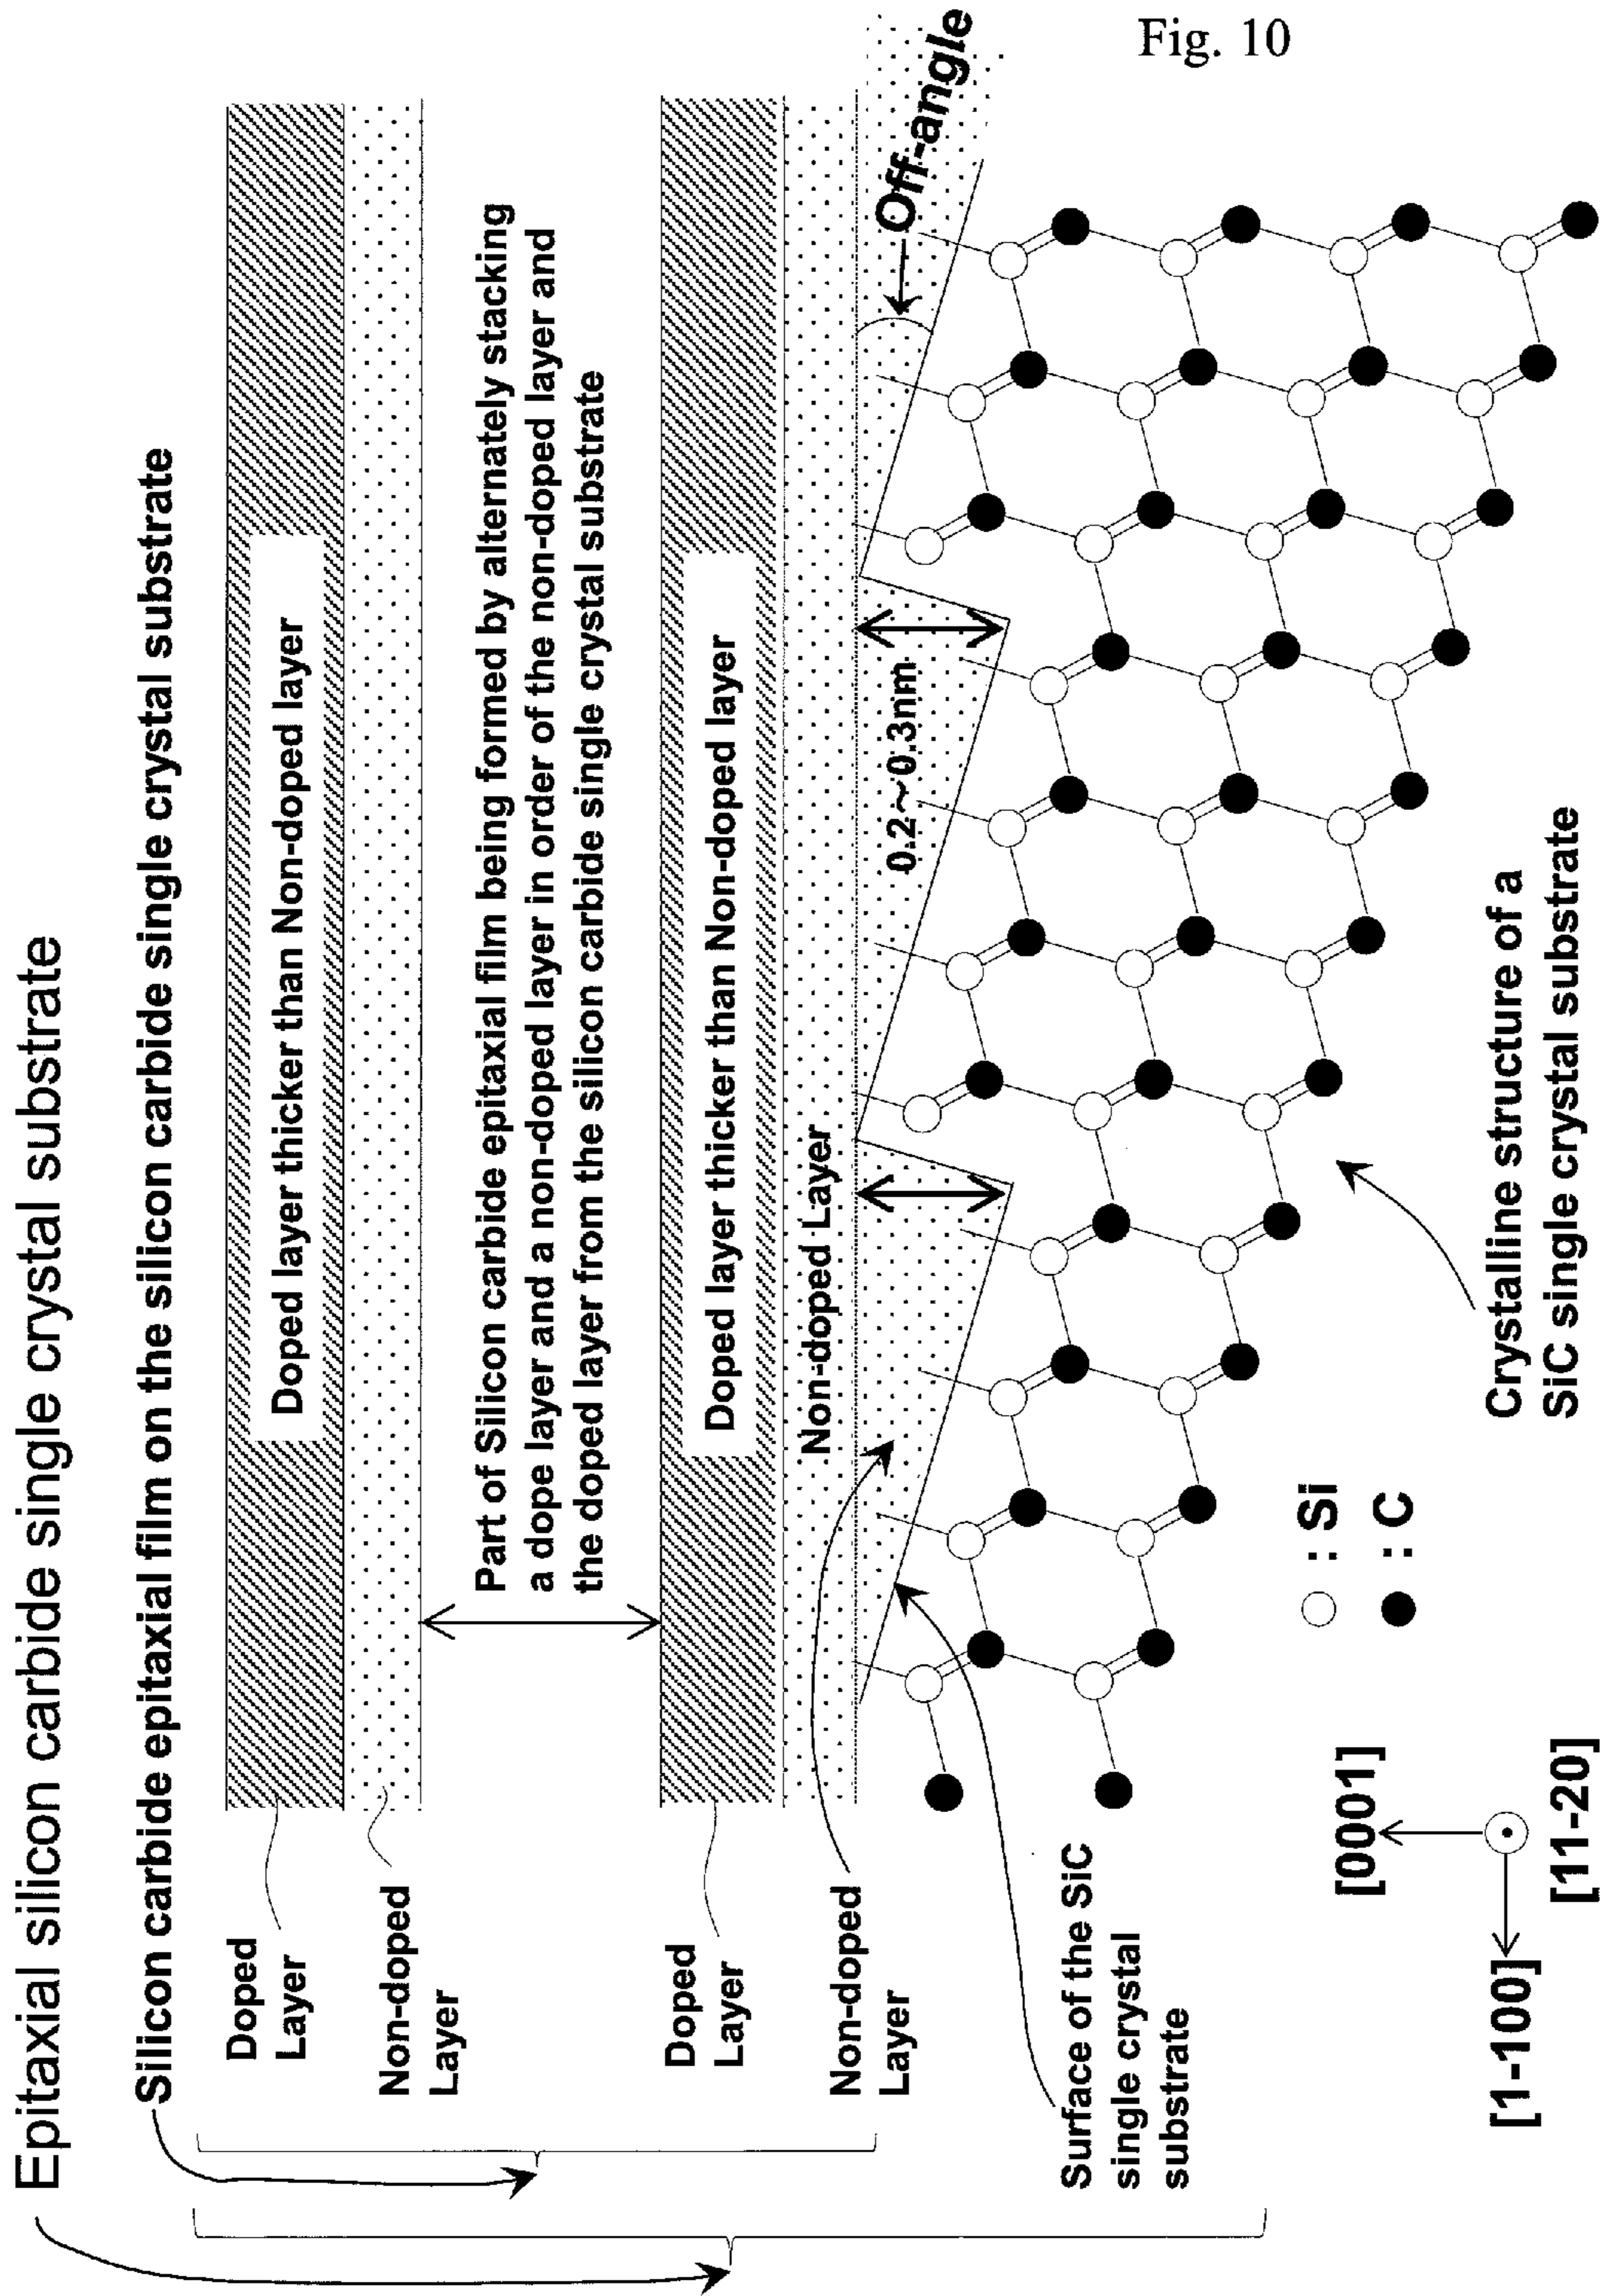 Fig. 10
Epitaxial silicon carbide single crystal substrate
Silicon carbide epitaxial film on the silicon carbide single crystal substrate
Doped
Layer
Doped layer thicker than Non-doped layer
Non-doped
Layer
Part of Silicon carbide epitaxial film being formed by alternately stacking
a dope layer and a non-doped layer in order of the non-doped layer and
the doped layer from the silicon carbide single crystal substrate
Doped
Layer
Doped layer thicker than Non-doped layer
Non-doped Layer
Non-doped
Layer
0.2～0.3nm
Off-angle
Surface of the SiC
single crystal
substrate
: Si
: C
Crystalline structure of a
SiC single crystal substrate
[0001]
[1-100]
[11-20]